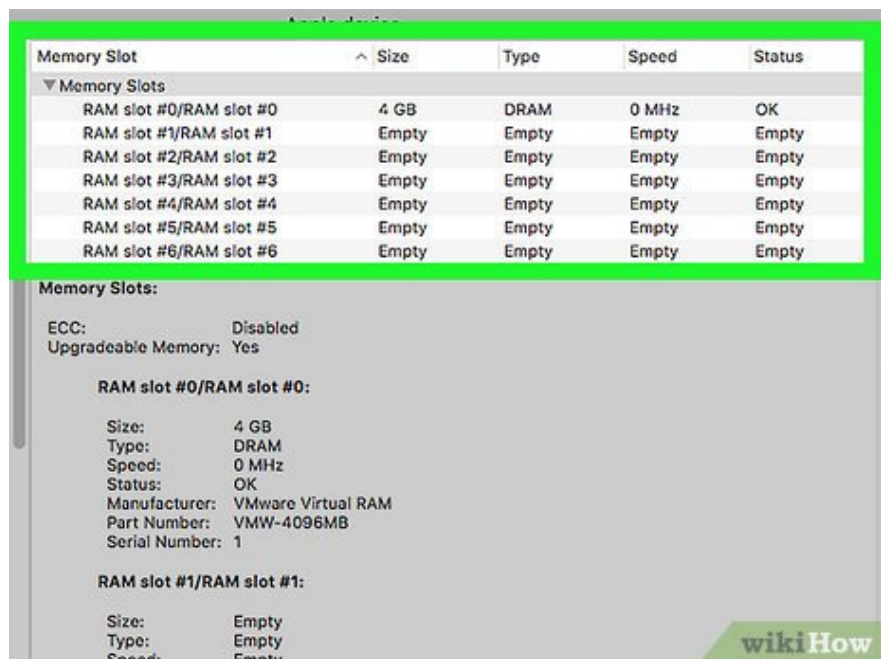 Apple device
Memory Slot Size Type Speed Status
Memory Slots
RAM slot #0/RAM slot #0 4 GB DRAM 0 MHz OK
RAM slot #1/RAM slot #1 Empty Empty Empty Empty
RAM slot #2/RAM slot #2 Empty Empty Empty Empty
RAM slot #3/RAM slot #3 Empty Empty Empty Empty
RAM slot #4/RAM slot #4 Empty Empty Empty Empty
RAM slot #5/RAM slot #5 Empty Empty Empty Empty
RAM slot #6/RAM slot #6 Empty Empty Empty Empty
Memory Slots:
ECC: Disabled
Upgradeable Memory: Yes
RAM slot #0/RAM slot #0:
Size: 4 GB
Type: DRAM
Speed: 0 MHz
Status: OK
Manufacturer: VMware Virtual RAM
Part Number: VMW-4096MB
Serial Number: 1
RAM slot #1/RAM slot #1:
Size: Empty
Type: Empty
Speed: Empty
wikiHow